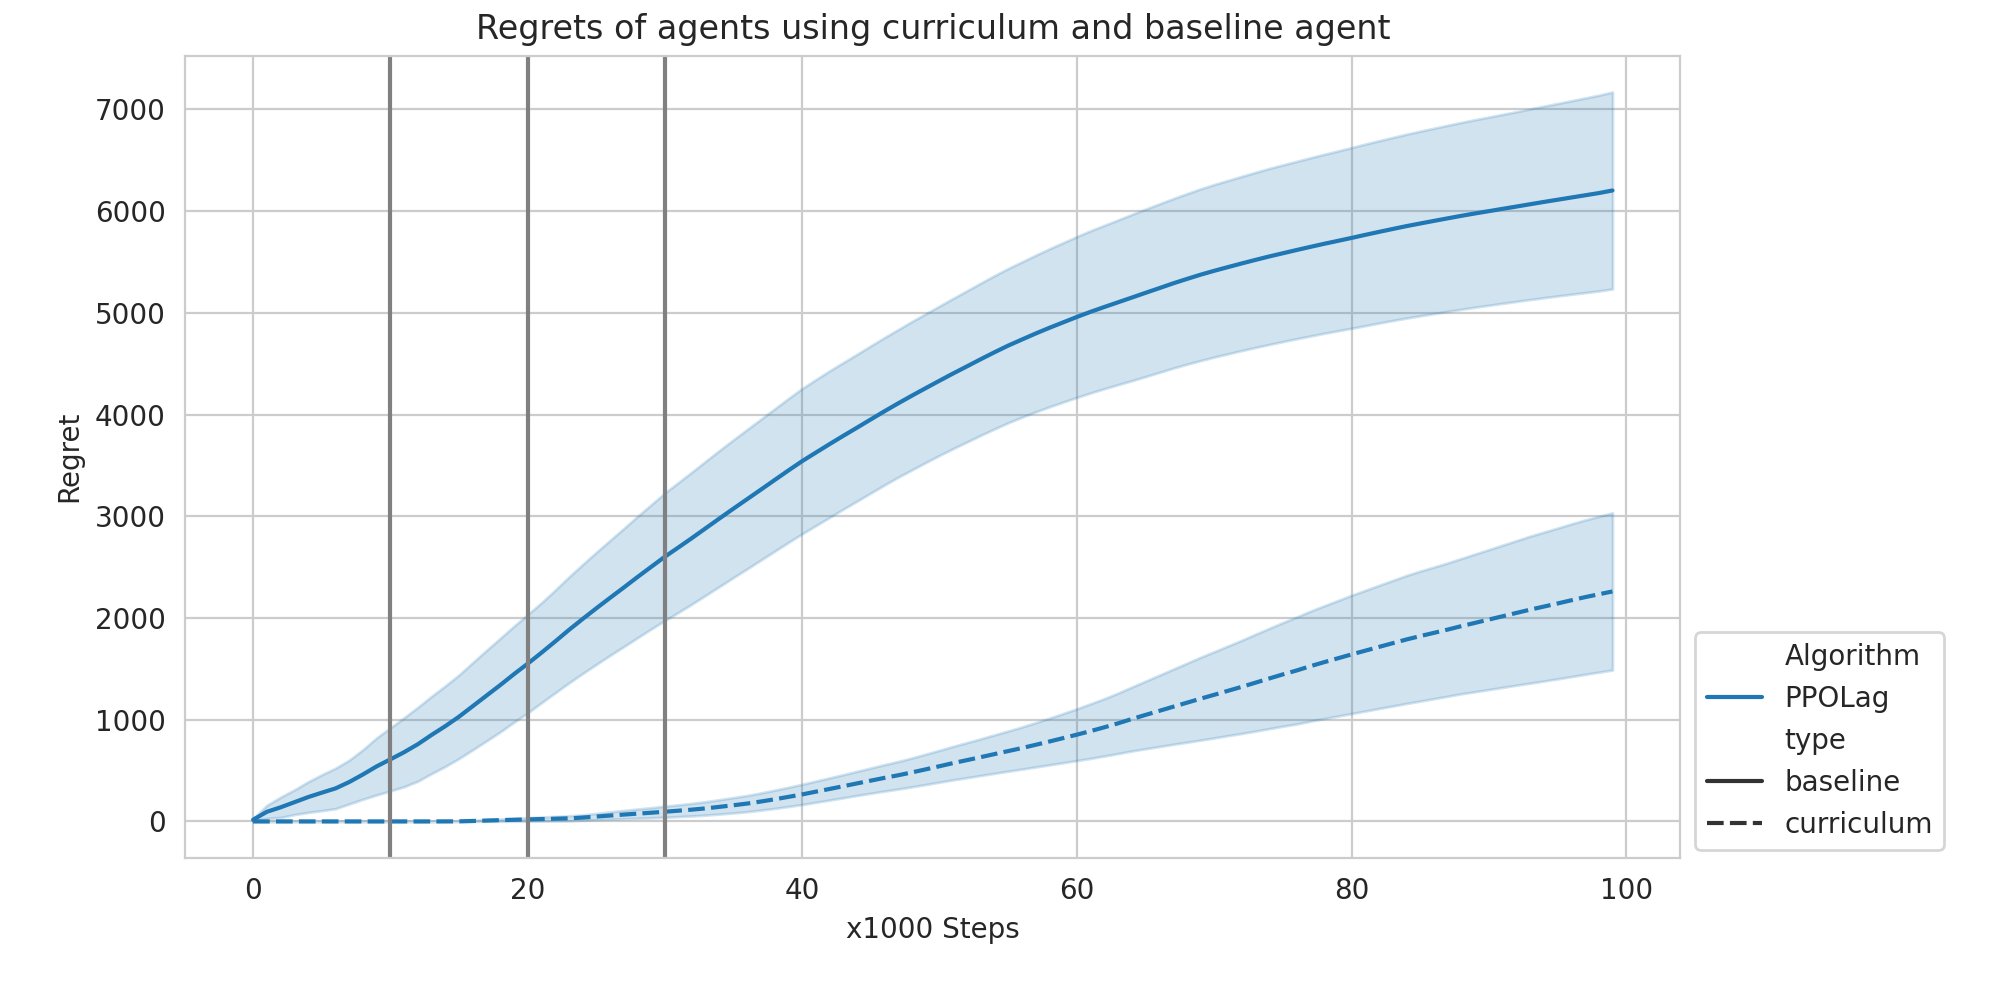 Regrets of agents using curriculum and baseline agent
7000
6000
5000
4000
3000
2000
1000
0
Regret
0 20 40 60 80 100
x1000 Steps
Algorithm
PPOLag
type
baseline
curriculum